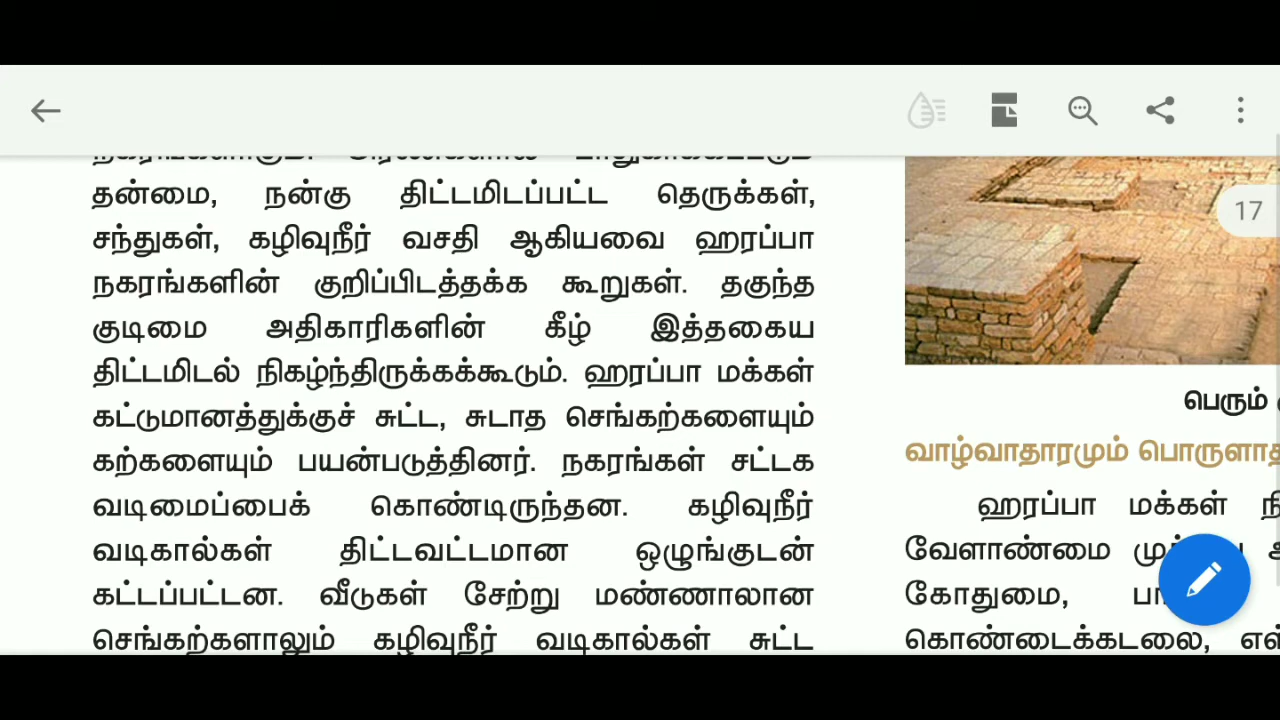 தன்மை, நன்கு திட்டமிடப்பட்ட தெருக்கள்,
சந்துகள், கழிவுநீர் வசதி ஆகியவை ஹரப்பா
நகரங்களின் குறிப்பிடத்தக்க கூறுகள். தகுந்த
குடிமை அதிகாரிகளின் கீழ் இத்தகைய
திட்டமிடல் நிகழ்ந்திருக்கக்கூடும். ஹரப்பா மக்கள்
கட்டுமானத்துக்குச் சுட்ட, சுடாத செங்கற்களையும்
கற்களையும் பயன்படுத்தினர். நகரங்கள் சட்டக
வடிமைப்பைக் கொண்டிருந்தன. கழிவுநீர்
வடிகால்கள் திட்டவட்டமான ஒழுங்குடன்
கட்டப்பட்டன. வீடுகள் சேற்று மண்ணாலான
செங்கற்களாலும் கழிவுநீர் வடிகால்கள் சுட்ட
17
பெரும்
வாழ்வாதாரமும்
ஹரப்பா மக்கள்
வேளாண்மை
கோதுமை,
கொண்டைக்கடலை,